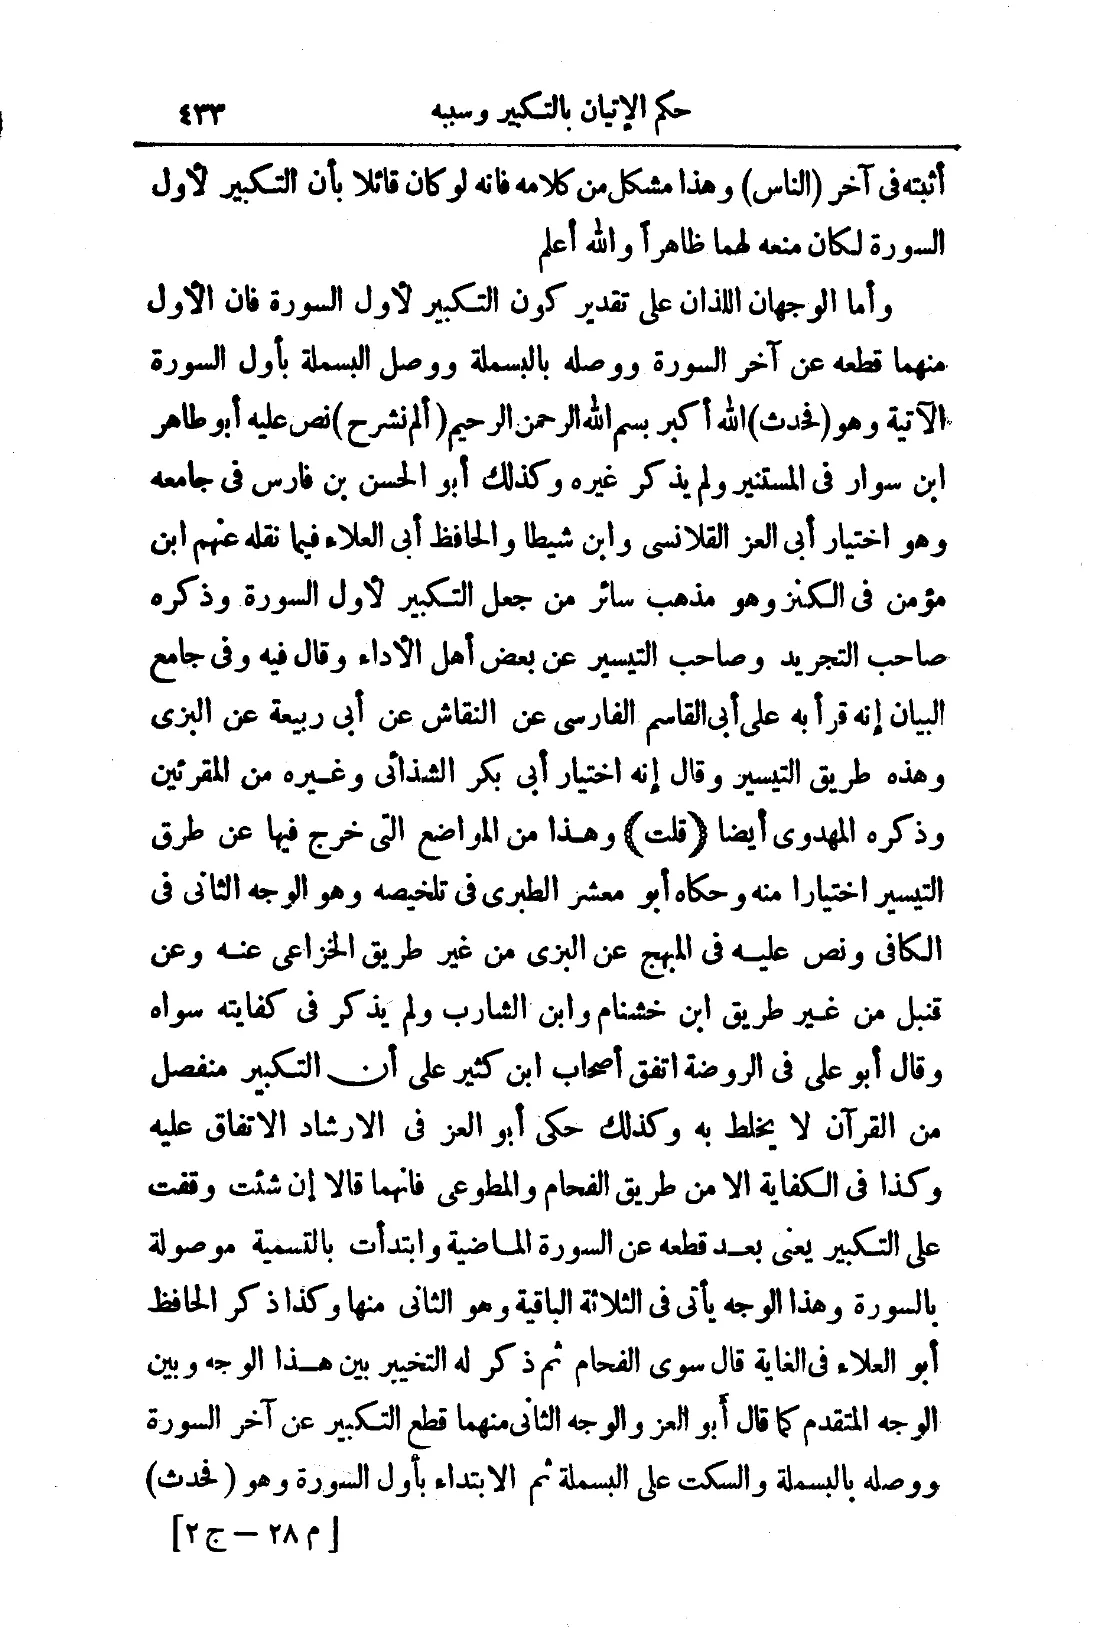 حكم الإتيان بالتكبير وسببه ٤٣٣
أثبته فى آخر (الناس) وهذا مشكل من كلامه فانه لو كان قائلا بأن التكبير لأول
السورة لكان منعه لهما ظاهراً والله أعلم
وأما الوجهان اللذان على تقدير كون التكبير لأول السورة فان الأول
منهما قطعه عن آخر السورة ووصله بالبسملة ووصل البسملة بأول السورة
الآتية وهو (فحدث) الله أكبر بسم الله الرحمن الرحيم (ألم نشرح) نص عليه أبو طاهر
ابن سوار فى المستنير ولم يذكر غيره وكذلك أبو الحسن بن فارس فى جامعه
وهو اختيار أبى العز القلانسى وابن شيطا والحافظ أبى العلاء فيما نقله عنهم ابن
مؤمن فى الكنز وهو مذهب سائر من جعل التكبير لأول السورة وذكره
صاحب التجريد وصاحب التيسير عن بعض أهل الأداء وقال فيه وفى جامع
البيان إنه قرأ به على أبى القاسم الفارسى عن النقاش عن أبى ربيعة عن البزى
وهذه طريق التيسير وقال إنه اختيار أبى بكر الشذائى وغيره من المقرئين
وذكره المهدوى أيضا (قلت) وهذا من المواضع التى خرج فيها عن طرق
التيسير اختيارا منه وحكاه أبو معشر الطبرى فى تلخيصه وهو الوجه الثانى فى
الكافى ونص عليه فى المبهج عن البزى من غير طريق الخزاعى عنه وعن
قنبل من غير طريق ابن خشنام وابن الشارب ولم يذكر فى كفايته سواه
وقال أبو على فى الروضة اتفق أصحاب ابن كثير على أن التكبير منفصل
من القرآن لا يخلط به وكذلك حكى أبو العز فى الارشاد الاتفاق عليه
وكذا فى الكفاية الا من طريق الفحام والمطوعى فانهما قالا إن شئت وقفت
على التكبير يعنى بعد قطعه عن السورة الماضية وابتدأت بالتسمية موصولة
بالسورة وهذا الوجه يأتى فى الثلاثة الباقية وهو الثانى منها وكذا ذكر الحافظ
أبو العلاء فى الغاية قال سوى الفحام ثم ذكر له التخيير بين هذا الوجه وبين
الوجه المتقدم كما قال أبو العز والوجه الثانى منهما قطع التكبير عن آخر السورة
ووصله بالبسملة والسكت على البسملة ثم الابتداء بأول السورة وهو (فحدث)
[م ٢٨ – ج ٢]